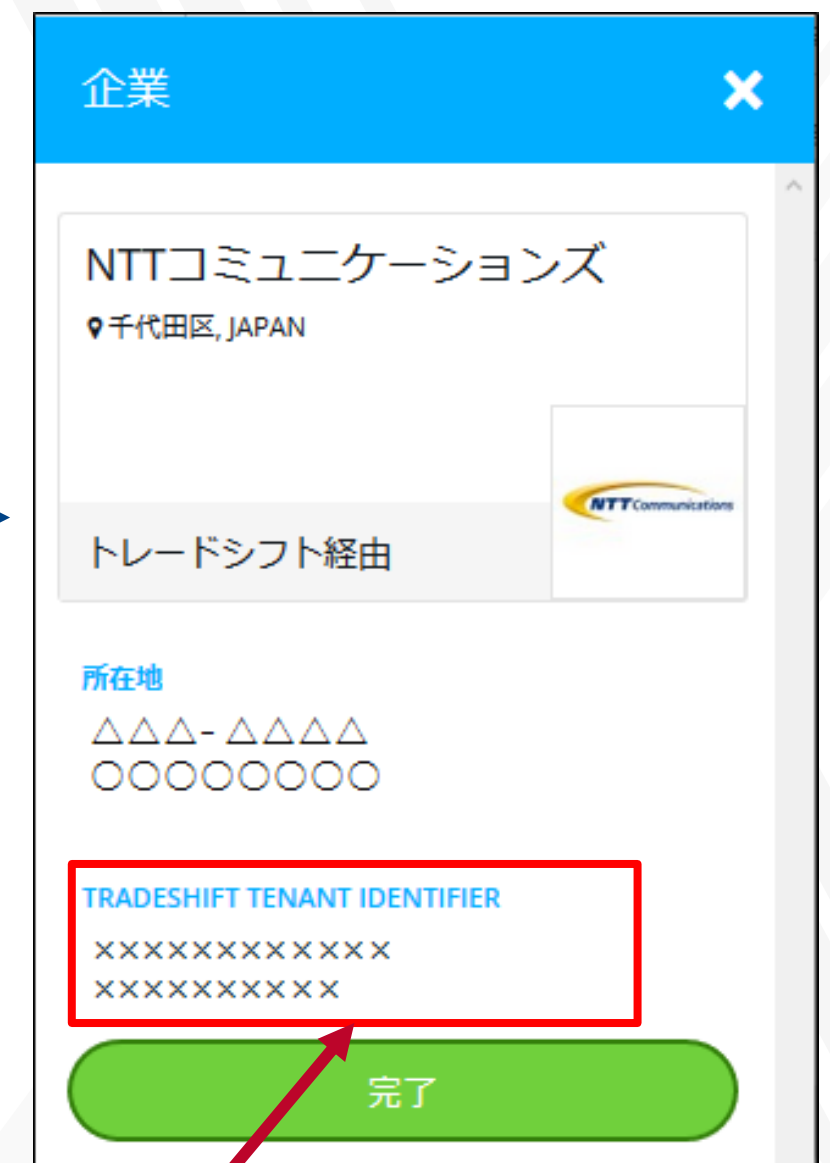 企業
NTTコミュニケーションズ
千代田区, JAPAN
NTT Communications
トレードシフト経由
所在地
△△△-△△△△
○○○○○○○○
TRADESHIFT TENANT IDENTIFIER
××××××××××××
××××××××××
完了